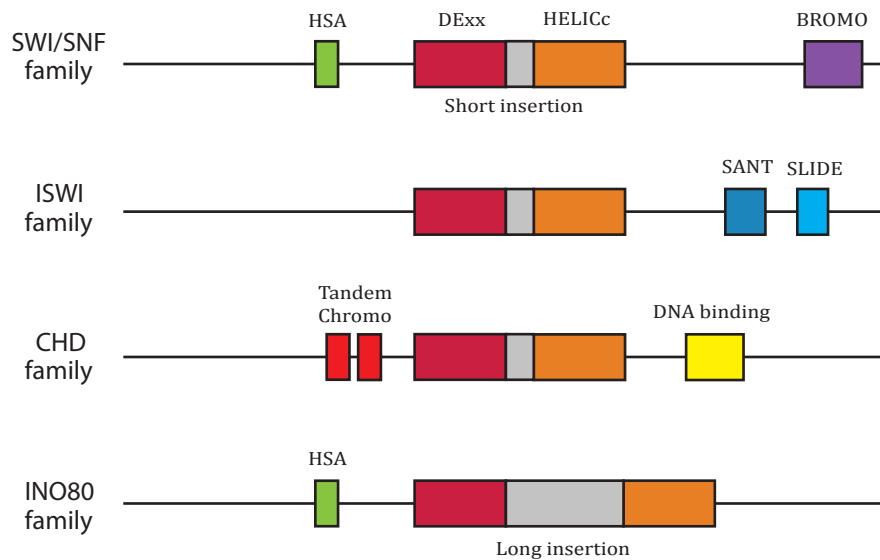 HSA
DExx
HELICc
BROMO
SWI/SNF
family
Short insertion
SANT
SLIDE
ISWI
family
Tandem
Chromo
DNA binding
CHD
family
HSA
INO80
family
Long insertion